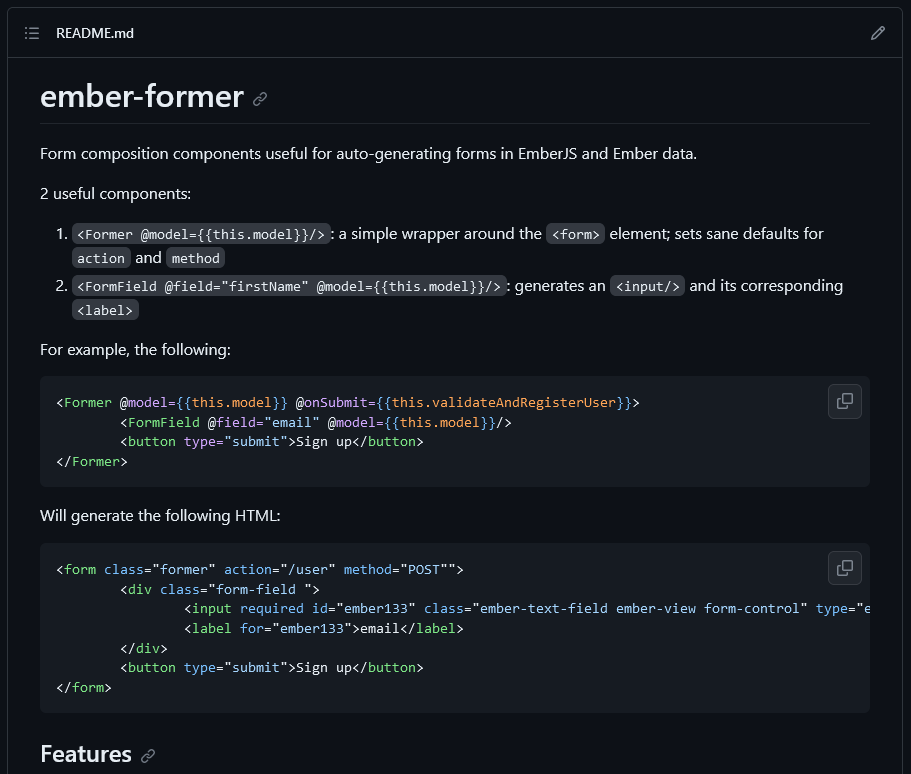 README.md
ember-former
Form composition components useful for auto-generating forms in EmberJS and Ember data.
2 useful components:
1. <Former @model={{this.model}}/>: a simple wrapper around the <form> element; sets sane defaults for
action and method
2. <FormField @field="firstName" @model={{this.model}}/>: generates an <input/> and its corresponding
<label>
For example, the following:
<Former @model={{this.model}} @onSubmit={{this.validateAndRegisterUser}}>
<FormField @field="email" @model={{this.model}}/>
<button type="submit">Sign up</button>
</Former>
Will generate the following HTML:
<form class="former" action="/user" method="POST"">
<div class="form-field ">
<input required id="ember133" class="ember-text-field ember-view form-control" type="e
<label for="ember133">email</label>
</div>
<button type="submit">Sign up</button>
</form>
Features